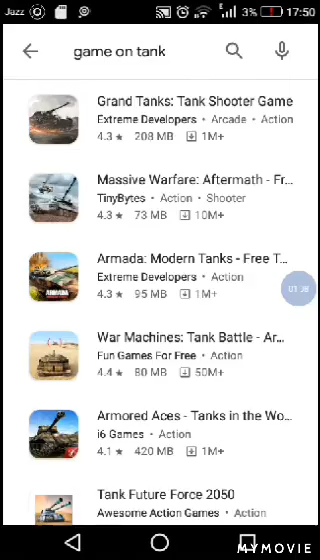 Jazz 3% 17:50
game on tank
Grand Tanks: Tank Shooter Game
Extreme Developers • Arcade • Action
4.3 ★ 208 MB 1M+
Massive Warfare: Aftermath - Fr...
TinyBytes • Action • Shooter
4.3 ★ 73 MB 10M+
Armada: Modern Tanks - Free T...
Extreme Developers • Action
4.3 ★ 95 MB 1M+
War Machines: Tank Battle - Ar...
Fun Games For Free • Action
4.4 ★ 80 MB 50M+
Armored Aces - Tanks in the Wo...
i6 Games • Action
4.1 ★ 420 MB 1M+
Tank Future Force 2050
Awesome Action Games • Action
MYMOVIE